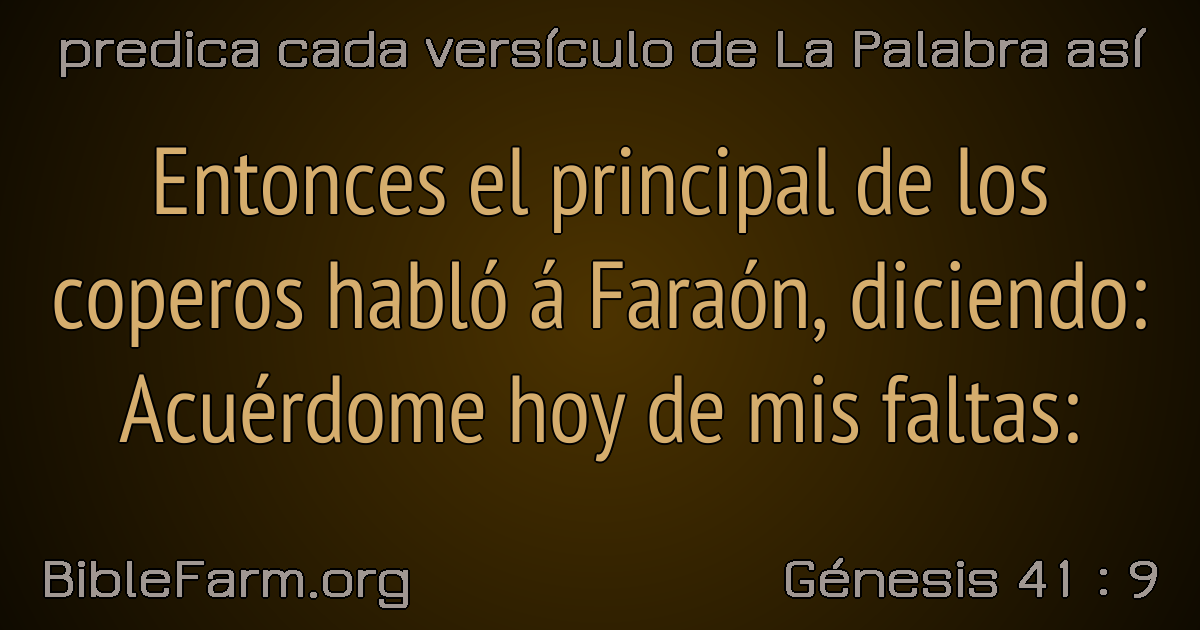 predica cada versículo de La Palabra así
Entonces el principal de los
coperos habló á Faraón, diciendo:
Acuérdome hoy de mis faltas:
BibleFarm.org
Génesis 41 : 9